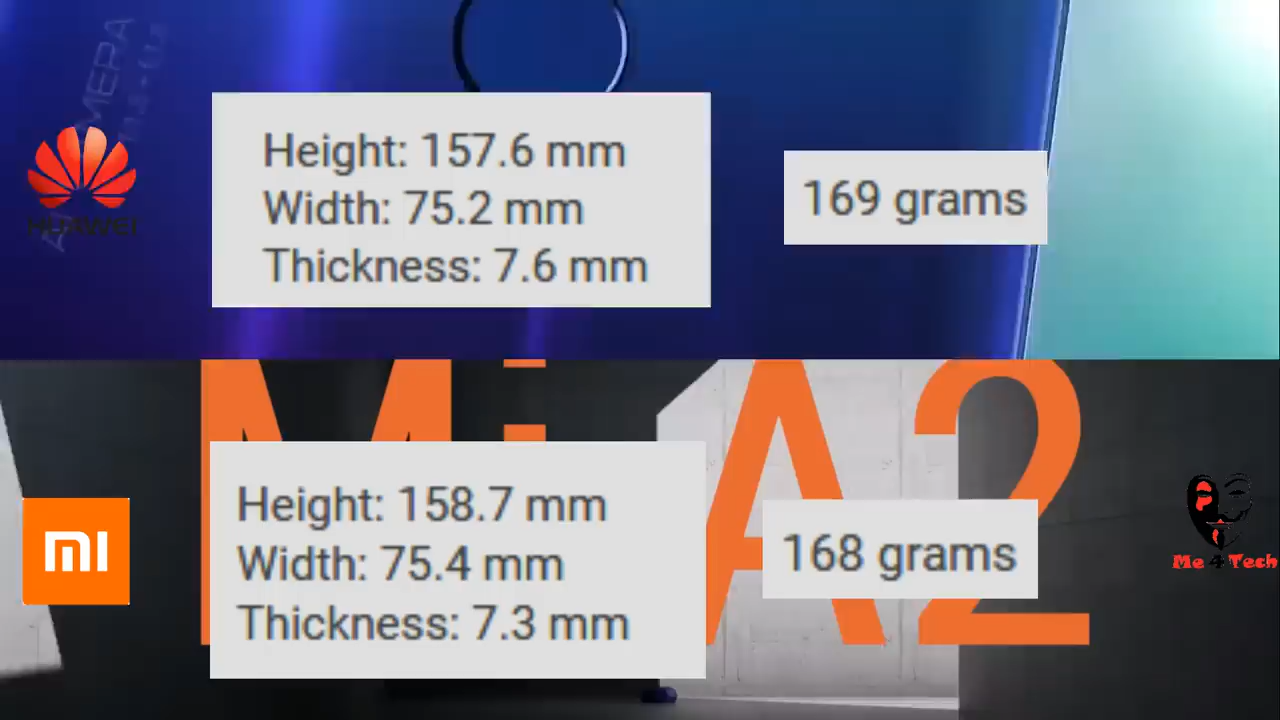 HUAWEI
Height: 157.6 mm
Width: 75.2 mm
Thickness: 7.6 mm
169 grams
Mi A2
MI
Height: 158.7 mm
Width: 75.4 mm
Thickness: 7.3 mm
168 grams
Me 4 Tech